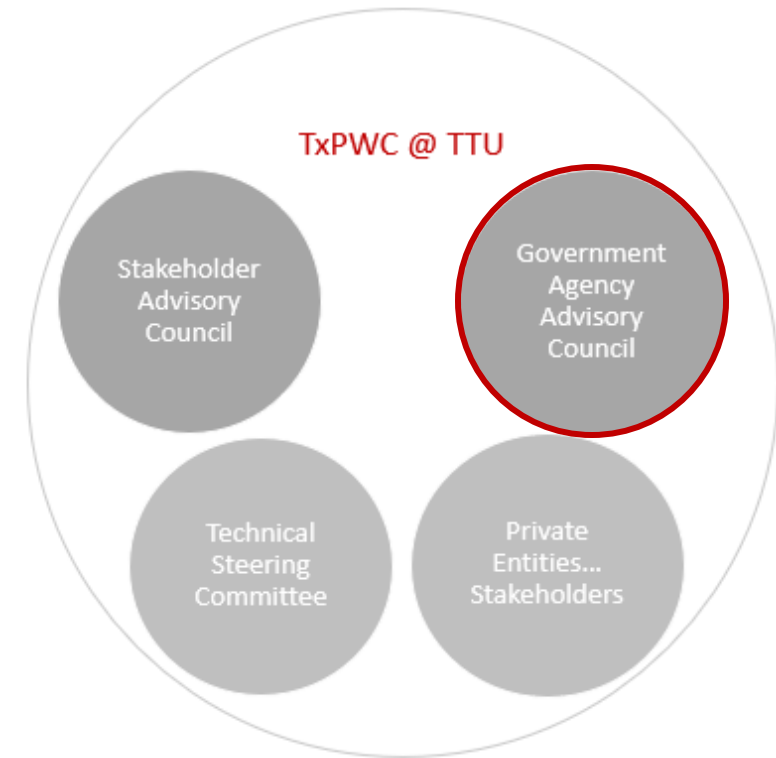 TxPWC @ TTU
Stakeholder
Advisory
Council
Government
Agency
Advisory
Council
Technical
Steering
Committee
Private
Entities...
Stakeholders